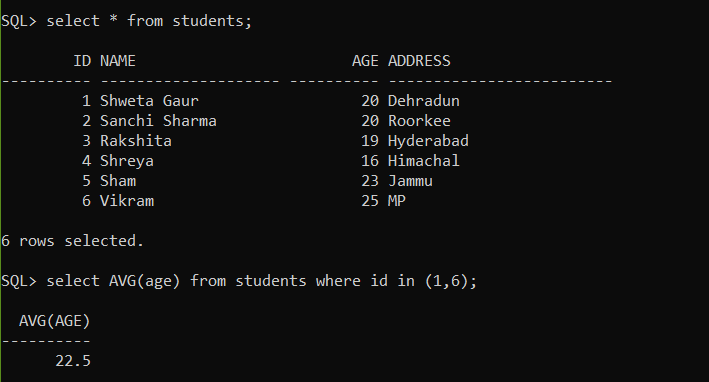 SQL> select * from students;
        ID NAME                        AGE ADDRESS
---------- -------------------- ---------- -------------------------
         1 Shweta Gaur                  20 Dehradun
         2 Sanchi Sharma                20 Roorkee
         3 Rakshita                     19 Hyderabad
         4 Shreya                       16 Himachal
         5 Sham                         23 Jammu
         6 Vikram                       25 MP
6 rows selected.
SQL> select AVG(age) from students where id in (1,6);
  AVG(AGE)
----------
      22.5